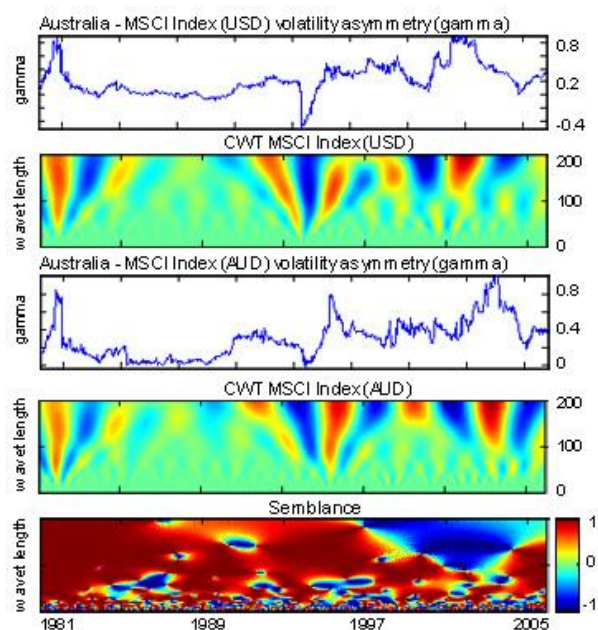 Australia - MSCI Index (USD) volatility asymmetry (gamma)
gamma
0.8
0.2
-0.4
CWT MSCI Index (USD)
wavet length
200
100
0
Australia - MSCI Index (AUD) volatility asymmetry (gamma)
gamma
0.8
0.4
0
CWT MSCI Index (AUD)
wavet length
200
100
0
Semblance
wavet length
1
0
-1
1981 1989 1997 2005